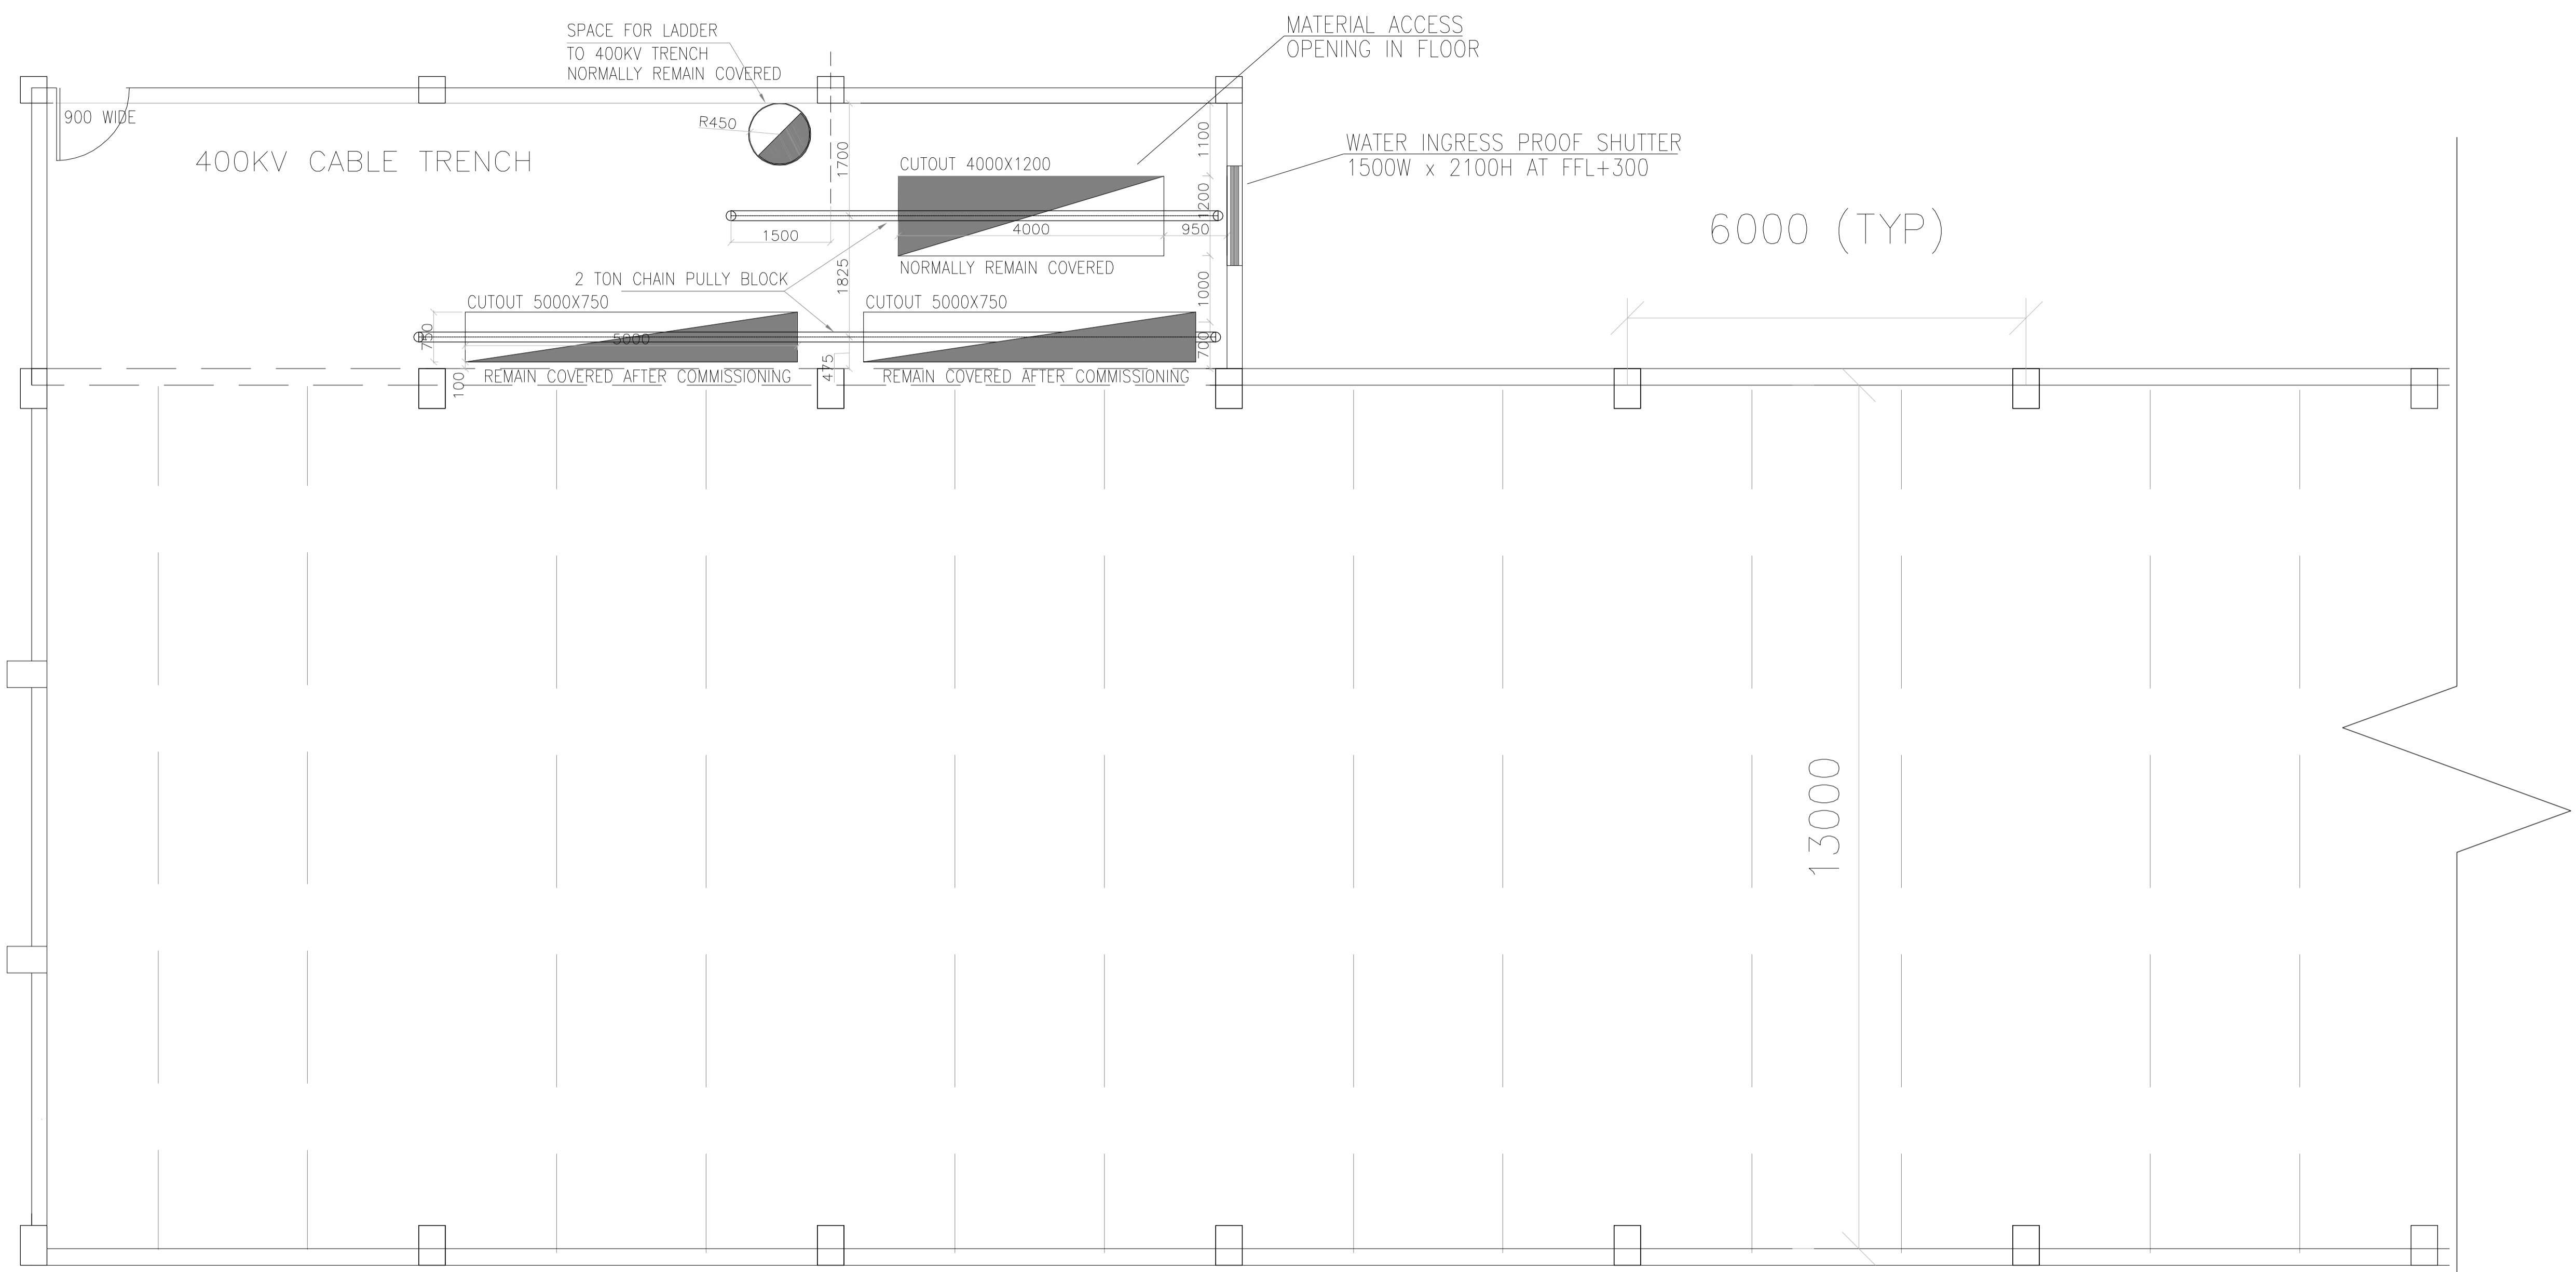 SPACE FOR LADDER
TO 400KV TRENCH
NORMALLY REMAIN COVERED
MATERIAL ACCESS
OPENING IN FLOOR
900 WIDE
R450
400KV CABLE TRENCH
1700
CUTOUT 4000X1200
1100
WATER INGRESS PROOF SHUTTER
1500W x 2100H AT FFL+300
1200
6000 (TYP)
1500
4000
950
NORMALLY REMAIN COVERED
2 TON CHAIN PULLY BLOCK
1825
1000
CUTOUT 5000X750
CUTOUT 5000X750
750
5000
700
475
100
REMAIN COVERED AFTER COMMISSIONING
REMAIN COVERED AFTER COMMISSIONING
13000